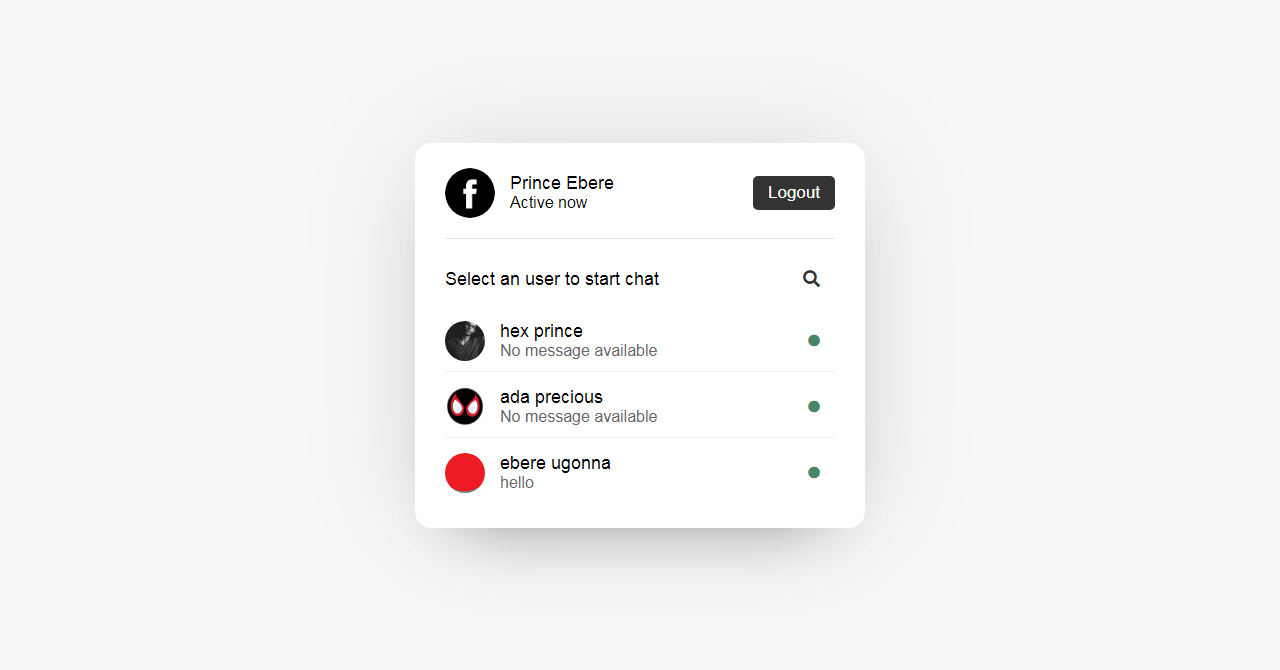 f
Prince Ebere
Active now
Logout
Select an user to start chat
hex prince
No message available
ada precious
No message available
ebere ugonna
hello